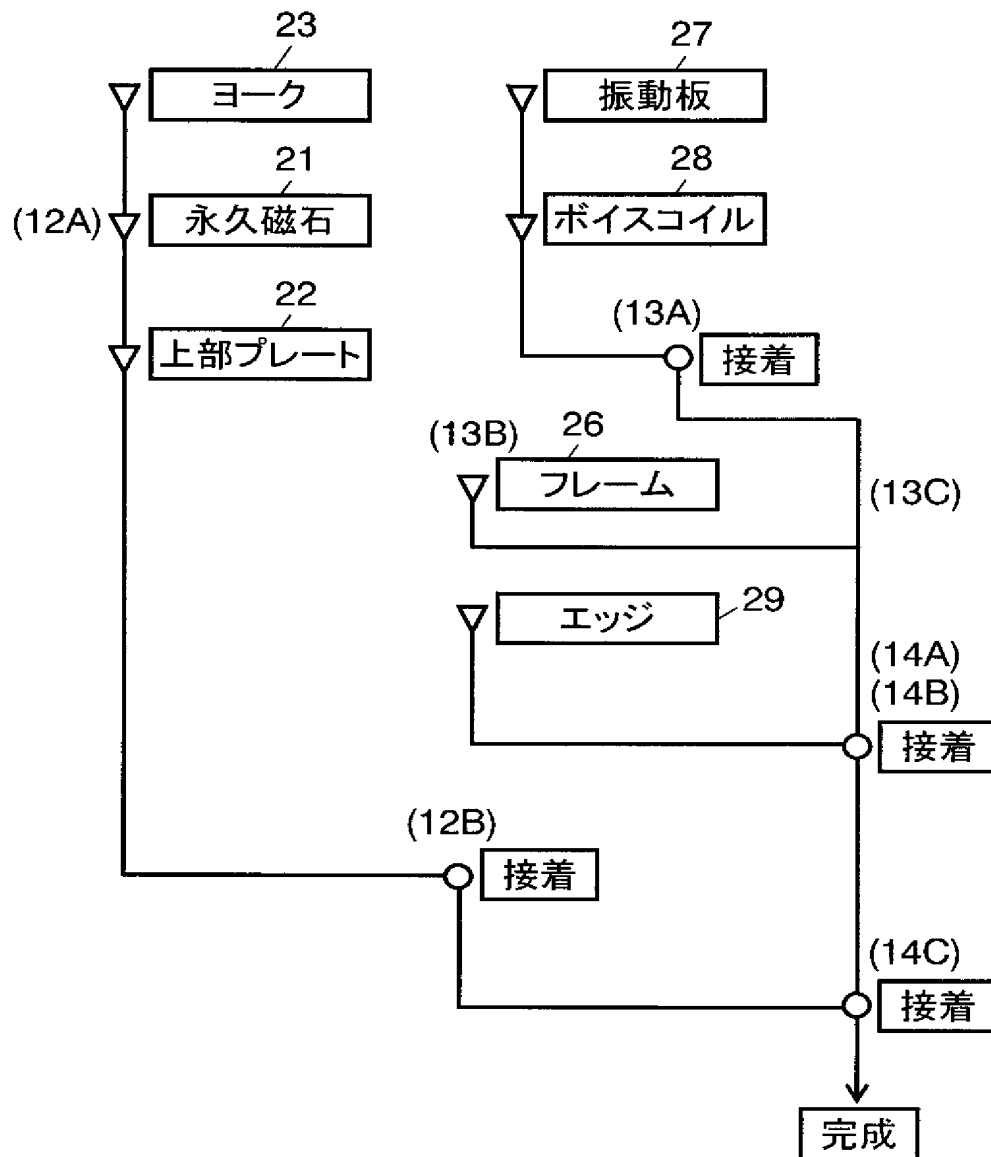 23
ヨーク
27
振動板
21
(12A)
永久磁石
28
ボイスコイル
22
上部プレート
(13A)
接着
(13B)
26
フレーム
(13C)
エッジ
29
(14A)
(14B)
接着
(12B)
接着
(14C)
接着
完成